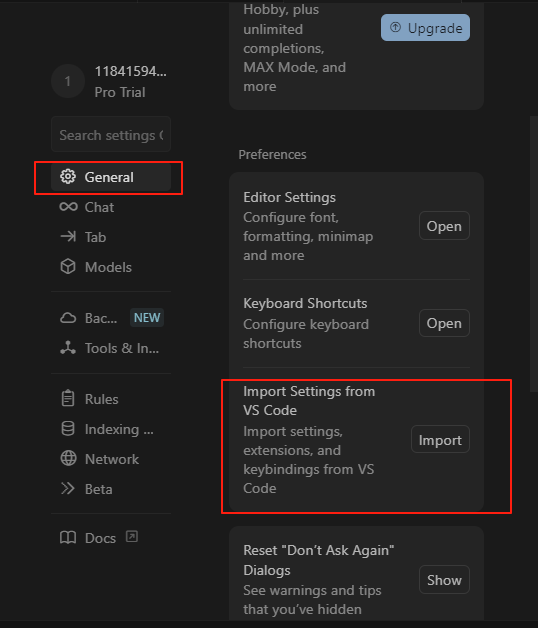 1
11841594...
Pro Trial
Search settings
General
Chat
Tab
Models
Bac...
NEW
Tools & In...
Rules
Indexing ...
Network
Beta
Docs
Hobby, plus
unlimited
completions,
MAX Mode, and
more
Upgrade
Preferences
Editor Settings
Configure font,
formatting, minimap
and more
Open
Keyboard Shortcuts
Configure keyboard
shortcuts
Open
Import Settings from
VS Code
Import settings,
extensions, and
keybindings from VS
Code
Import
Reset "Don't Ask Again"
Dialogs
See warnings and tips
that you've hidden
Show